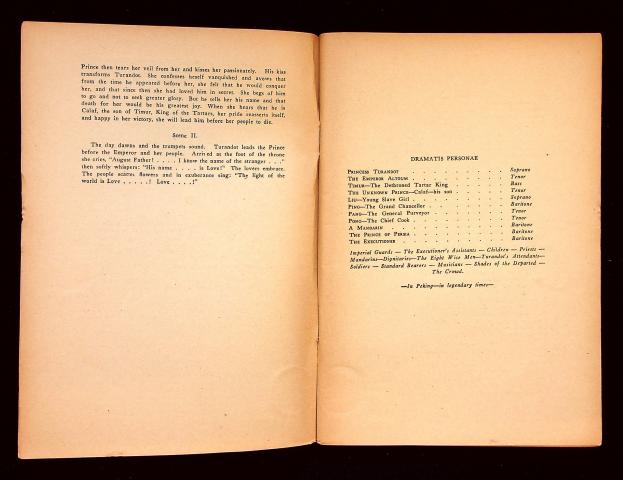 Prince then tears her veil from her and kisses her passionately. His kiss
transforms Turandot. She confesses herself vanquished and avows that
from the time he appeared before her, she felt that he would conquer
her, and that since then she had loved him in secret. She begs of him
to go and not to seek greater glory. But he tells her his name and that
death for her would be his greatest joy. When she hears that he is
Calaf, the son of Timur, King of the Tartars, her pride reasserts itself,
and happy in her victory, she will lead him before her people to die.
Scene II.
The day dawns and the trumpets sound. Turandot leads the Prince
before the Emperor and her people. Arrived at the foot of the throne
she cries, "August Father! . . . . I know the name of the stranger . . ."
then softly whispers: "His name . . . . is Love!" The lovers embrace.
The people scatter flowers and in exuberance sing: "The light of the
world is Love . . . . . ! Love . . . .!"
DRAMATIS PERSONAE
PRINCESS TURANDOT . . . . . . . . . . Soprano
THE EMPEROR ALTOUM . . . . . . . . . Tenor
TIMUR—The Dethroned Tartar King . . . . . . Bass
THE UNKNOWN PRINCE—Calaf—his son . . . . . Tenor
LIU—Young Slave Girl . . . . . . . . Soprano
PING—The Grand Chancellor . . . . . . . Baritone
PANG—The General Purveyor . . . . . . . Tenor
PONG—The Chief Cook . . . . . . . . Tenor
A MANDARIN . . . . . . . . . . . Baritone
THE PRINCE OF PERSIA . . . . . . . . . Baritone
THE EXECUTIONER . . . . . . . . . . Baritone
Imperial Guards — The Executioner's Assistants — Children — Priests —
Mandarins—Dignitaries—The Eight Wise Men—Turandot's Attendants—
Soldiers — Standard Bearers — Musicians — Shades of the Departed —
The Crowd.
—In Peking—in legendary times—